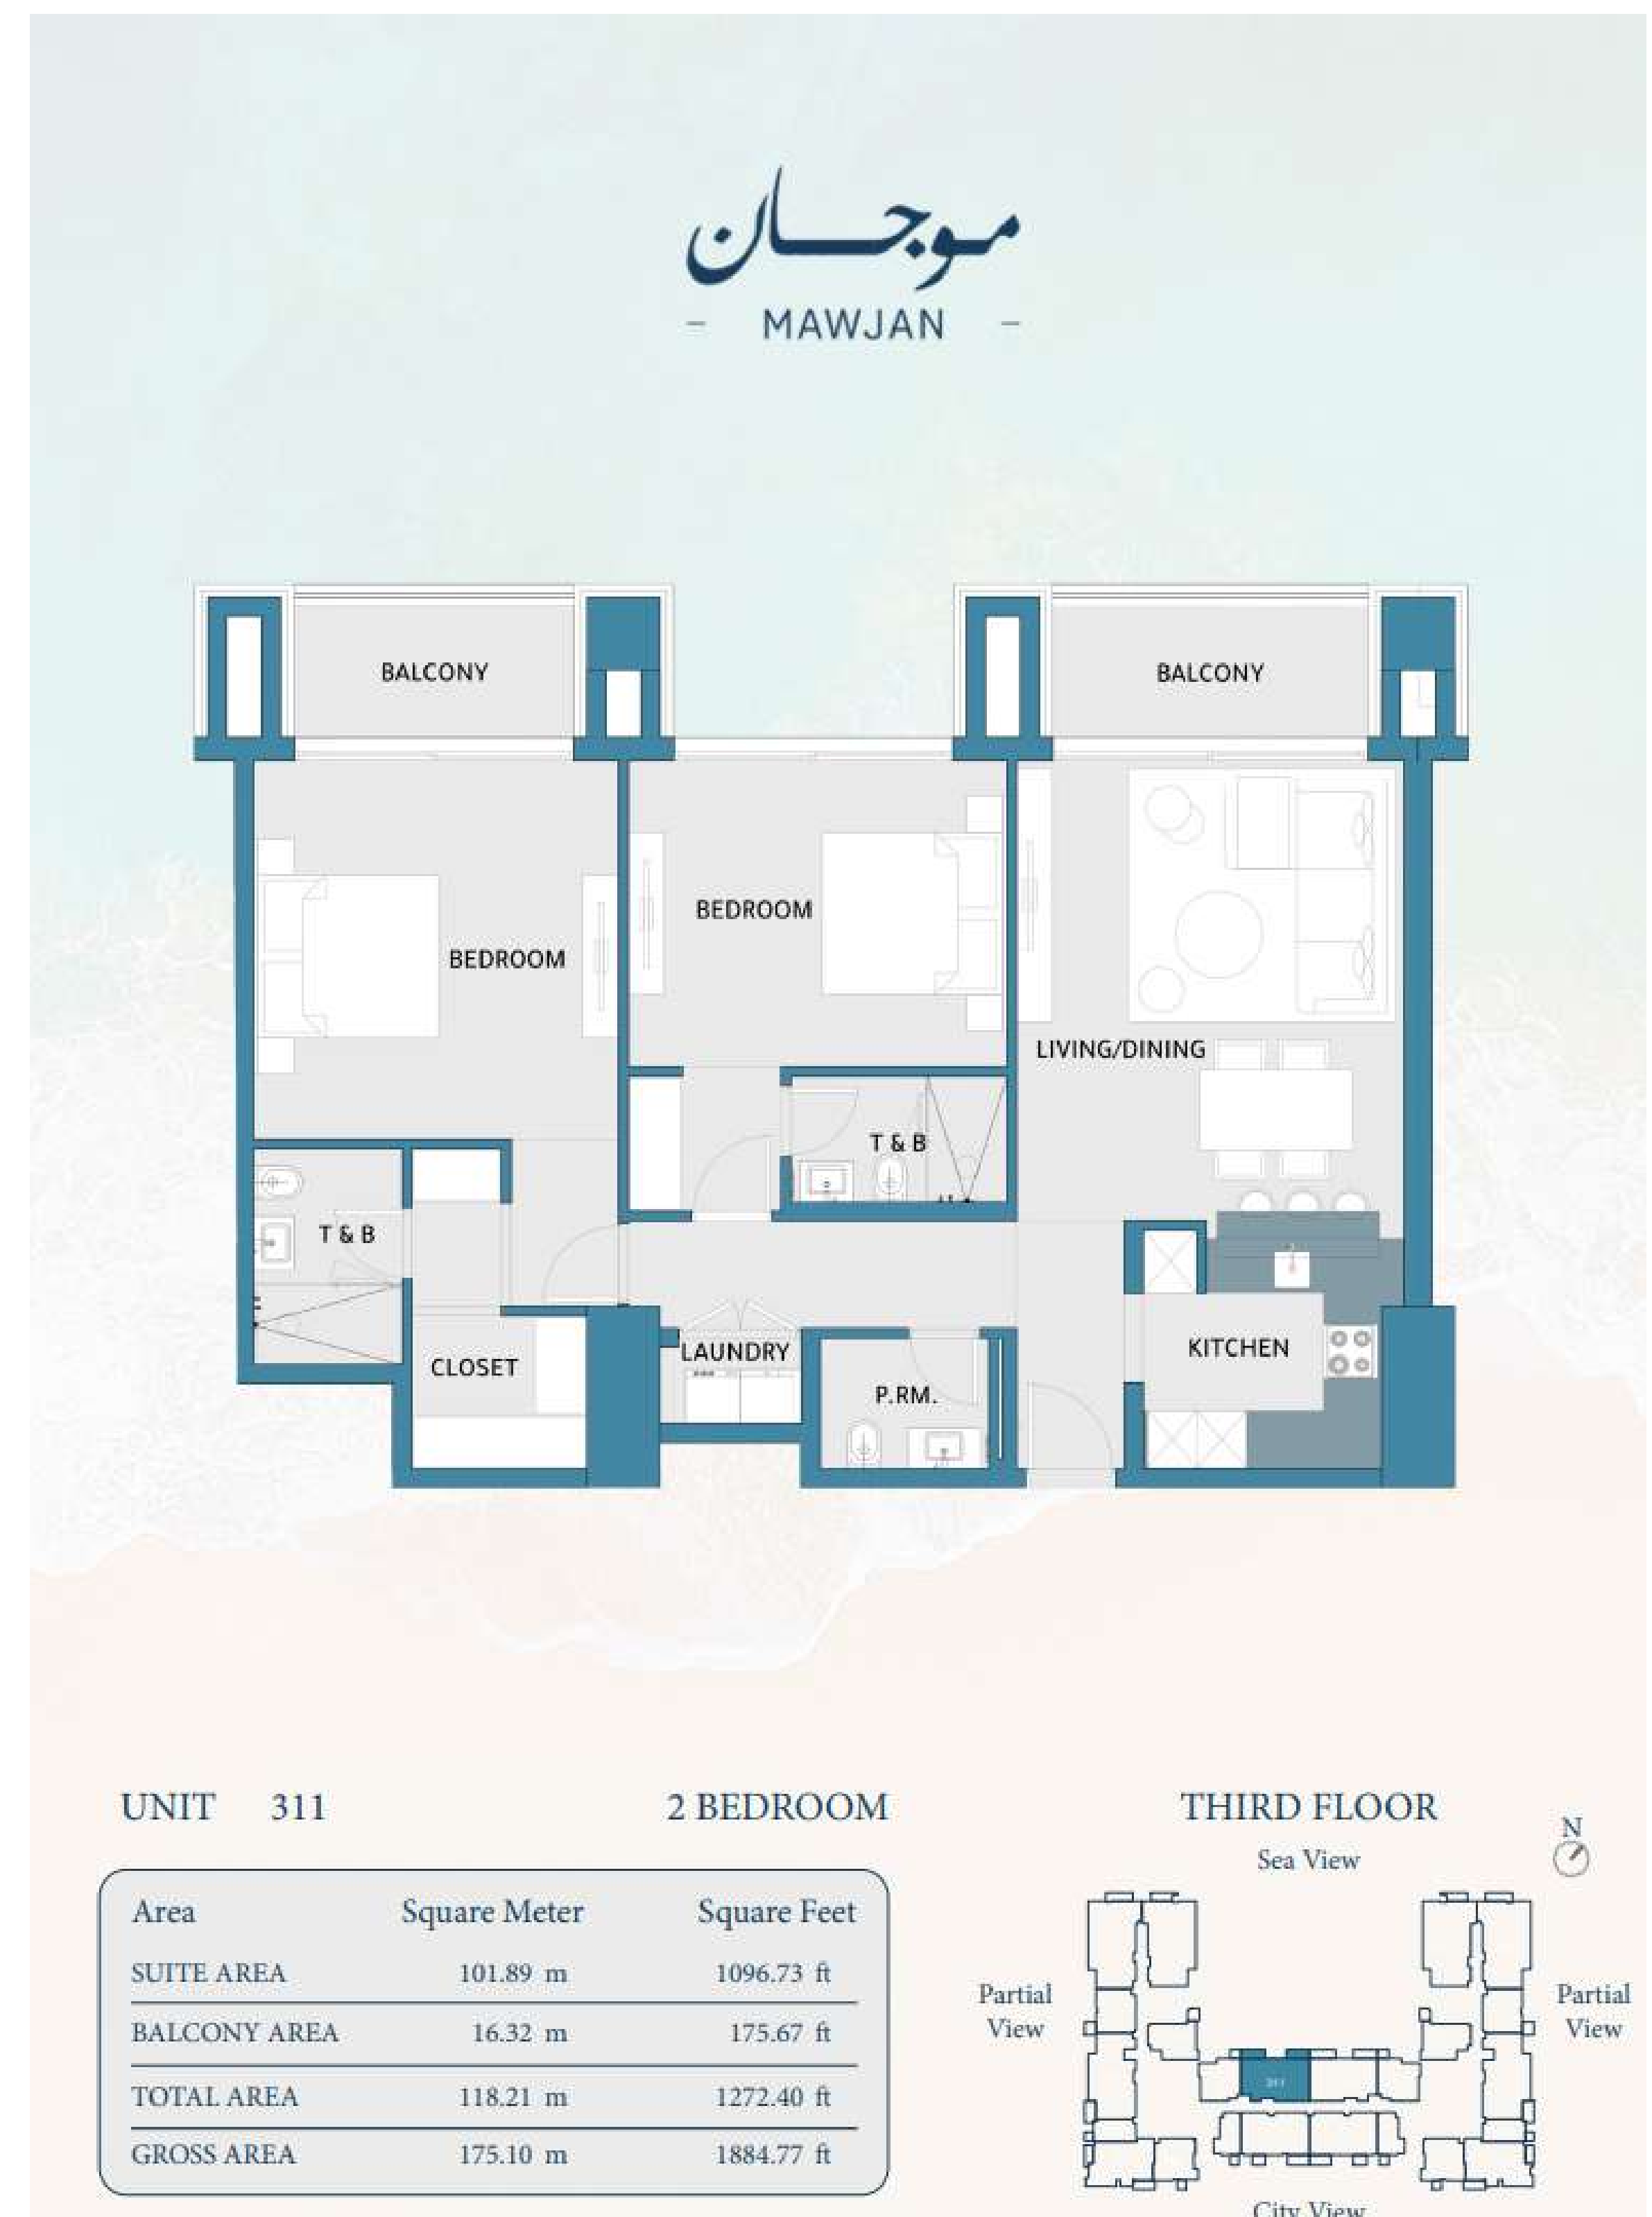 موجان
- MAWJAN -
BALCONY
BALCONY
BEDROOM
BEDROOM
LIVING/DINING
T & B
T & B
KITCHEN
LAUNDRY
CLOSET
P.RM.
UNIT 311
2 BEDROOM
THIRD FLOOR
N
Sea View
Area Square Meter Square Feet
SUITE AREA 101.89 m 1096.73 ft
BALCONY AREA 16.32 m 175.67 ft
TOTAL AREA 118.21 m 1272.40 ft
GROSS AREA 175.10 m 1884.77 ft
Partial
View
Partial
View
311
City View